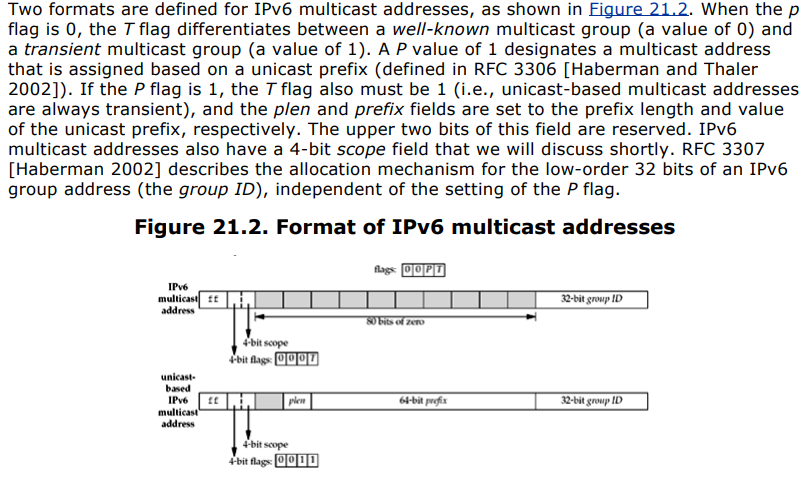 Two formats are defined for IPv6 multicast addresses, as shown in Figure 21.2. When the p
flag is 0, the T flag differentiates between a well-known multicast group (a value of 0) and
a transient multicast group (a value of 1). A P value of 1 designates a multicast address
that is assigned based on a unicast prefix (defined in RFC 3306 [Haberman and Thaler
2002]). If the P flag is 1, the T flag also must be 1 (i.e., unicast-based multicast addresses
are always transient), and the plen and prefix fields are set to the prefix length and value
of the unicast prefix, respectively. The upper two bits of this field are reserved. IPv6
multicast addresses also have a 4-bit scope field that we will discuss shortly. RFC 3307
[Haberman 2002] describes the allocation mechanism for the low-order 32 bits of an IPv6
group address (the group ID), independent of the setting of the P flag.
Figure 21.2. Format of IPv6 multicast addresses
flags: 0 0 P T
IPv6
multicast
address
ff
32-bit group ID
80 bits of zero
4-bit scope
4-bit flags: 0 0 0 T
unicast-
based
IPv6
multicast
address
ff
plen
64-bit prefix
32-bit group ID
4-bit scope
4-bit flags: 0 0 1 1